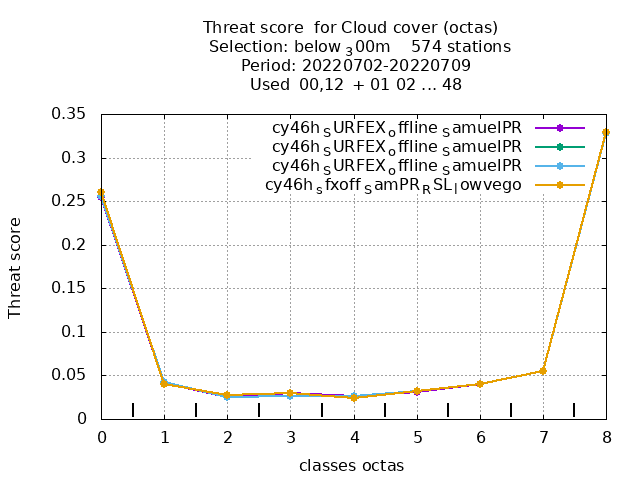 Threat score  for Cloud cover (octas)
Selection: below 300m    574 stations
Period: 20220702-20220709
Used  00,12  + 01 02 ... 48
cy46h SURFEX offline SamuelPR
cy46h SURFEX offline SamuelPR
cy46h SURFEX offline SamuelPR
cy46h sfxoff SamPR RSL lowvego
Threat score
0.35
0.3
0.25
0.2
0.15
0.1
0.05
0
0 1 2 3 4 5 6 7 8
classes octas